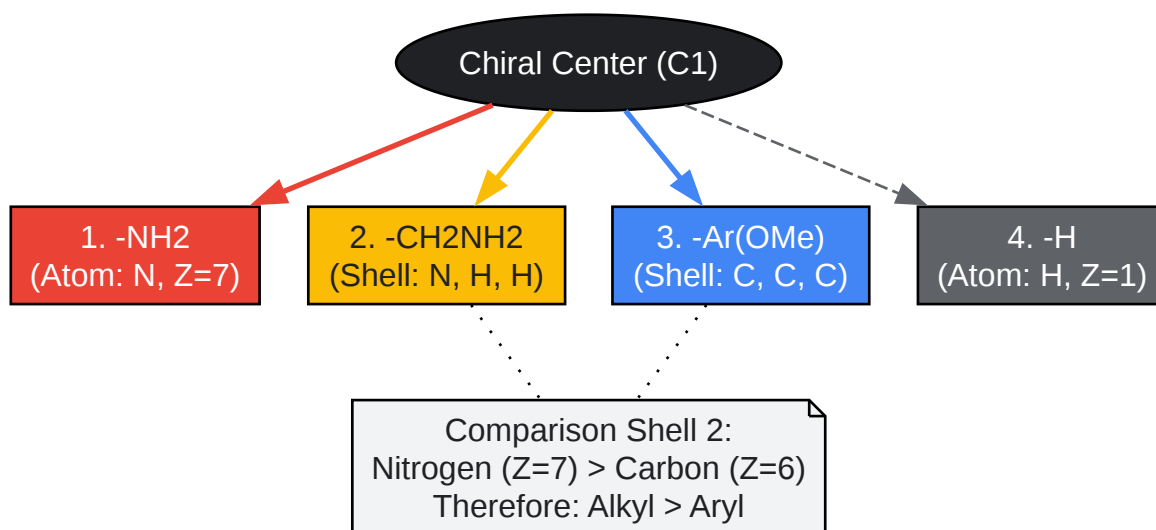 Chiral Center (C1)
1. -NH2
(Atom: N, Z=7)
2. -CH2NH2
(Shell: N, H, H)
3. -Ar(OMe)
(Shell: C, C, C)
4. -H
(Atom: H, Z=1)
Comparison Shell 2:
Nitrogen (Z=7) > Carbon (Z=6)
Therefore: Alkyl > Aryl